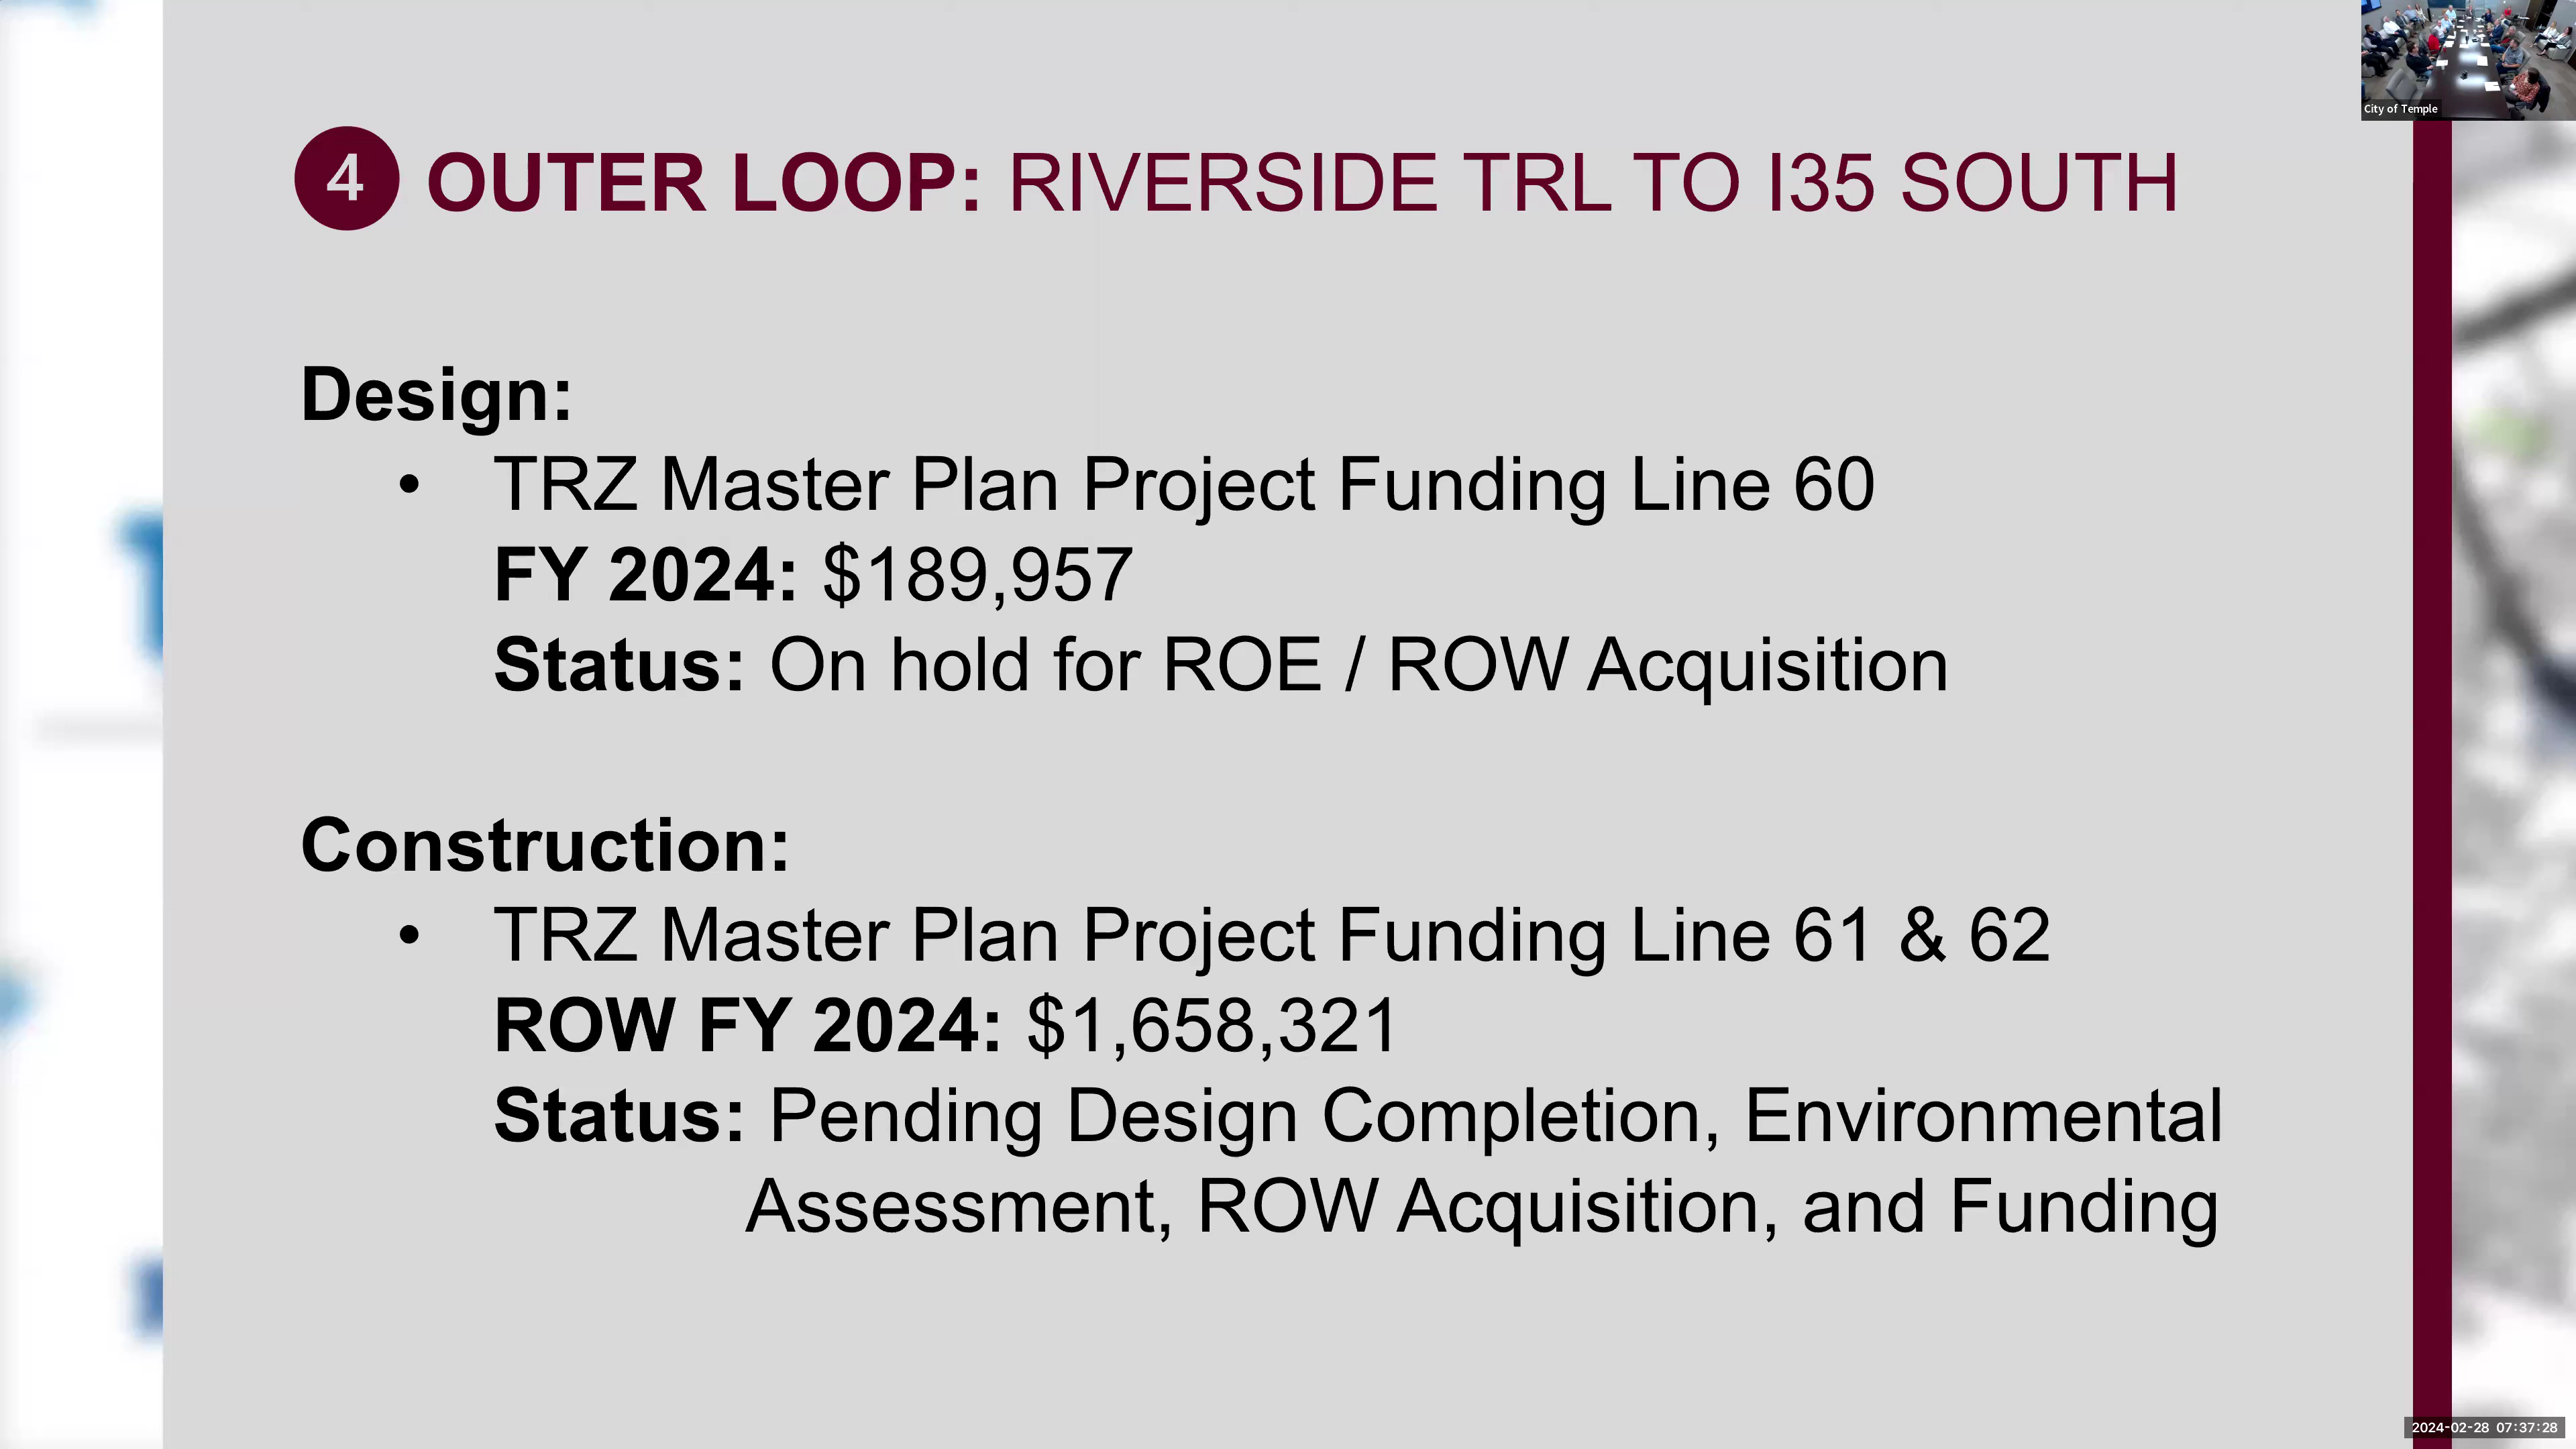 City of Temple
4 OUTER LOOP: RIVERSIDE TRL TO I35 SOUTH
Design:
• TRZ Master Plan Project Funding Line 60
FY 2024: $189,957
Status: On hold for ROE / ROW Acquisition
Construction:
• TRZ Master Plan Project Funding Line 61 & 62
ROW FY 2024: $1,658,321
Status: Pending Design Completion, Environmental
Assessment, ROW Acquisition, and Funding
2024-02-28 07:37:28